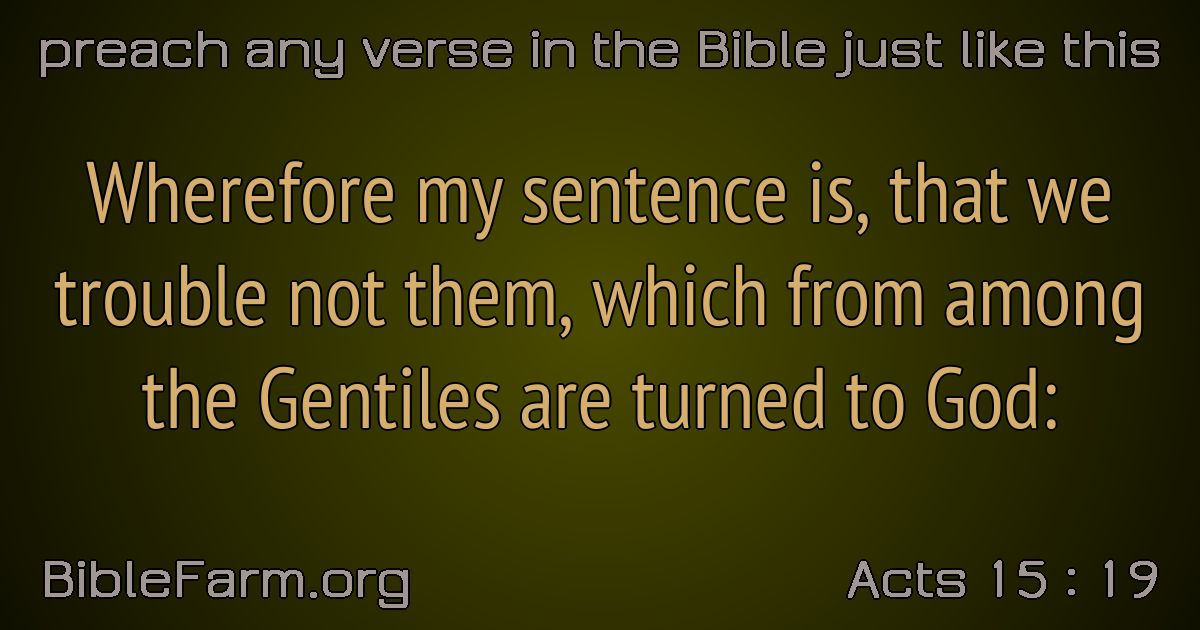 preach any verse in the Bible just like this
Wherefore my sentence is, that we
trouble not them, which from among
the Gentiles are turned to God:
BibleFarm.org
Acts 15 : 19